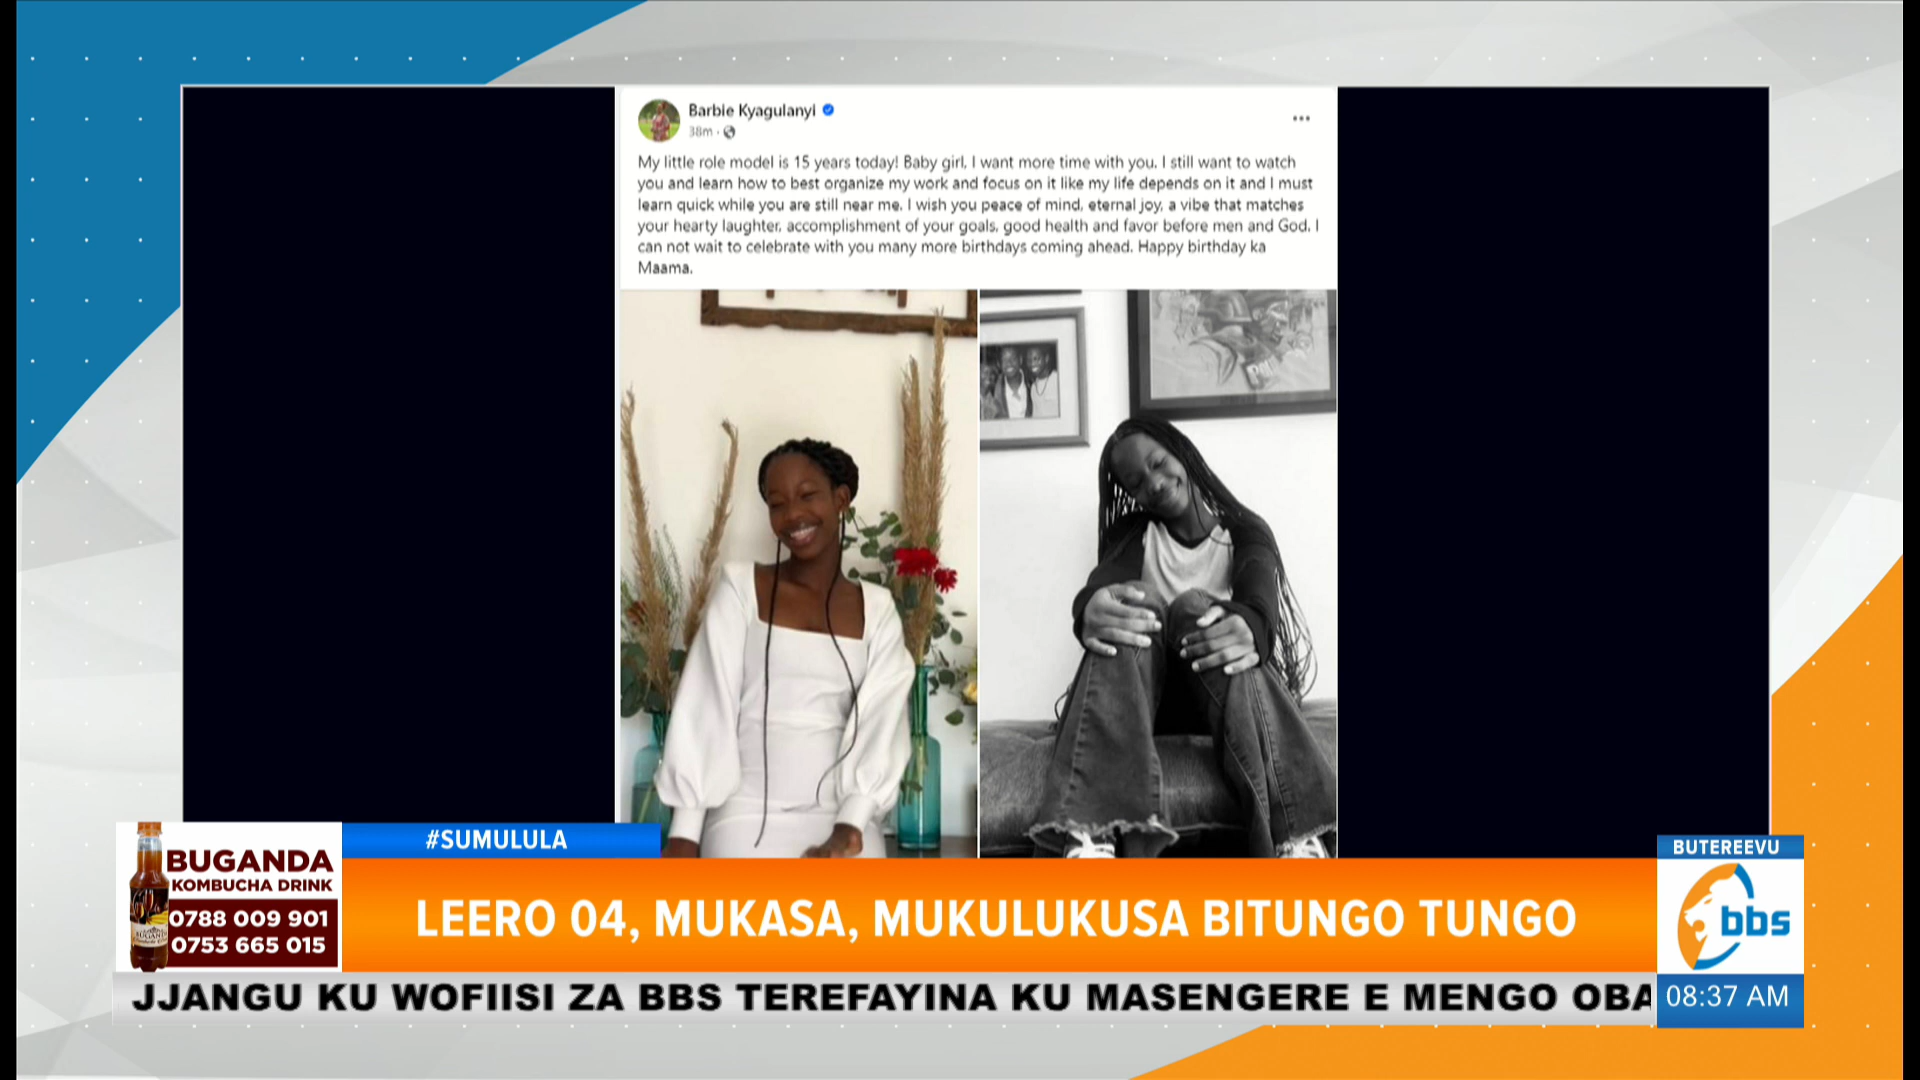 Barbie Kyagulanyi
38m ·
My little role model is 15 years today! Baby girl, I want more time with you. I still want to watch
you and learn how to best organize my work and focus on it like my life depends on it and I must
learn quick while you are still near me. I wish you peace of mind, eternal joy, a vibe that matches
your hearty laughter, accomplishment of your goals, good health and favor before men and God. I
can not wait to celebrate with you many more birthdays coming ahead. Happy birthday ka
Maama.
#SUMULULA
BUGANDA
KOMBUCHA DRINK
0788 009 901
0753 665 015
LEERO 04, MUKASA, MUKULUKUSA BITUNGO TUNGO
BUTEREEVU
bbs
JJANGU KU WOFIISI ZA BBS TEREFAYINA KU MASENGERE E MENGO OBA
08:37 AM